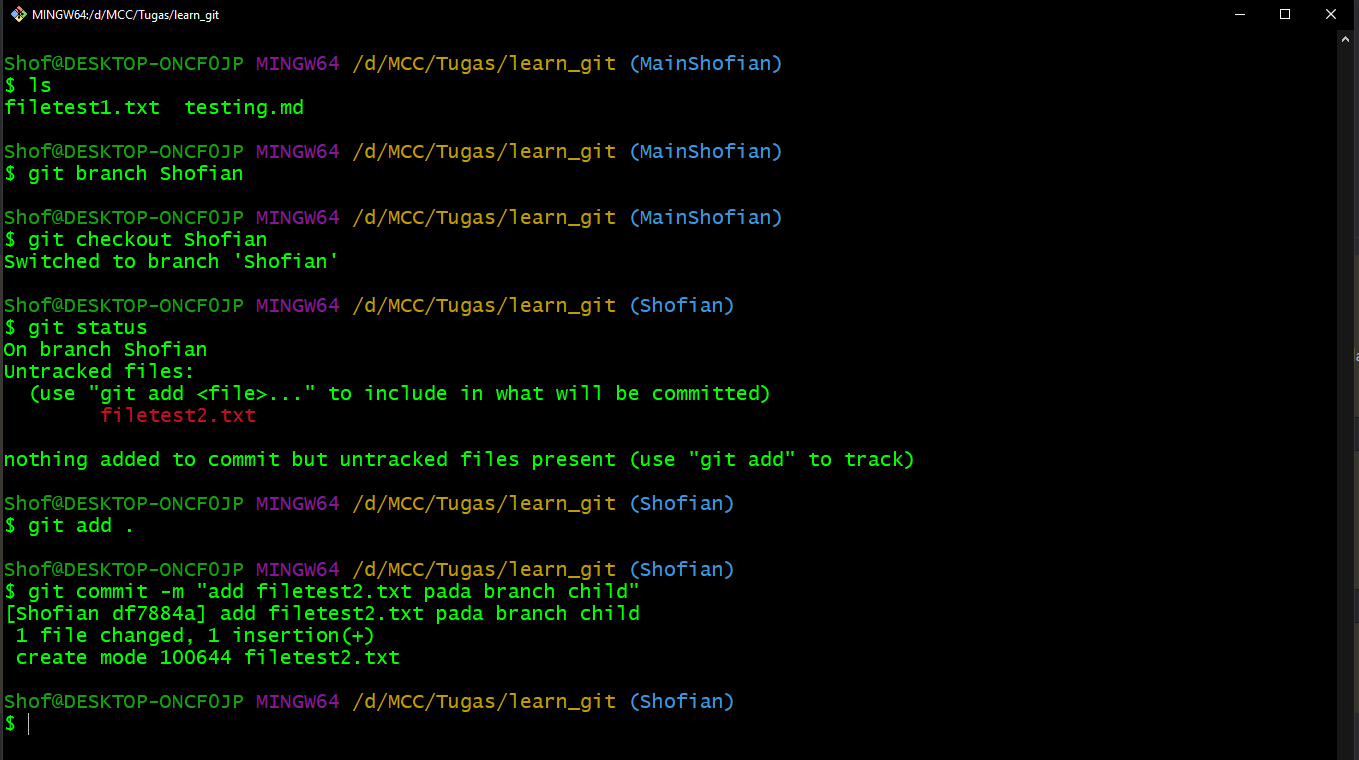 MINGW64:/d/MCC/Tugas/learn_git
Shof@DESKTOP-ONCF0JP MINGW64 /d/MCC/Tugas/learn_git (MainShofian)
$ ls
filetest1.txt  testing.md
Shof@DESKTOP-ONCF0JP MINGW64 /d/MCC/Tugas/learn_git (MainShofian)
$ git branch Shofian
Shof@DESKTOP-ONCF0JP MINGW64 /d/MCC/Tugas/learn_git (MainShofian)
$ git checkout Shofian
Switched to branch 'Shofian'
Shof@DESKTOP-ONCF0JP MINGW64 /d/MCC/Tugas/learn_git (Shofian)
$ git status
On branch Shofian
Untracked files:
  (use "git add <file>..." to include in what will be committed)
        filetest2.txt
nothing added to commit but untracked files present (use "git add" to track)
Shof@DESKTOP-ONCF0JP MINGW64 /d/MCC/Tugas/learn_git (Shofian)
$ git add .
Shof@DESKTOP-ONCF0JP MINGW64 /d/MCC/Tugas/learn_git (Shofian)
$ git commit -m "add filetest2.txt pada branch child"
[Shofian df7884a] add filetest2.txt pada branch child
 1 file changed, 1 insertion(+)
 create mode 100644 filetest2.txt
Shof@DESKTOP-ONCF0JP MINGW64 /d/MCC/Tugas/learn_git (Shofian)
$